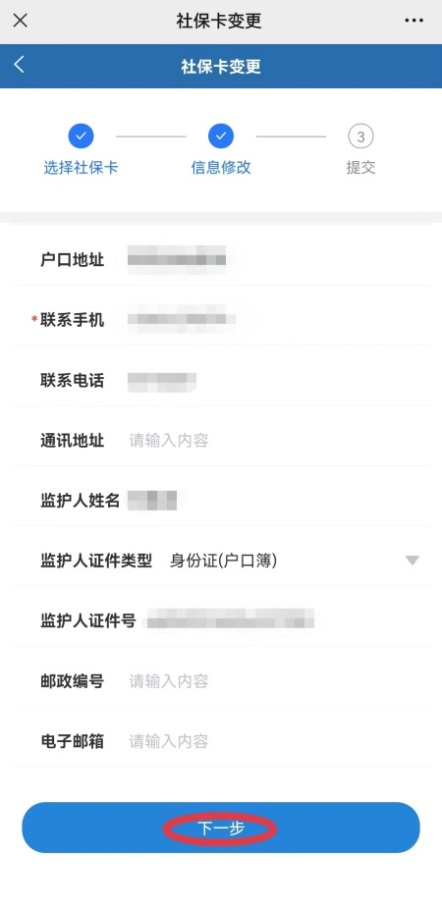 社保卡变更
社保卡变更
3
选择社保卡
信息修改
提交
户口地址
*联系手机
联系电话
通讯地址 请输入内容
监护人姓名
监护人证件类型 身份证(户口簿)
监护人证件号
邮政编号 请输入内容
电子邮箱 请输入内容
下一步